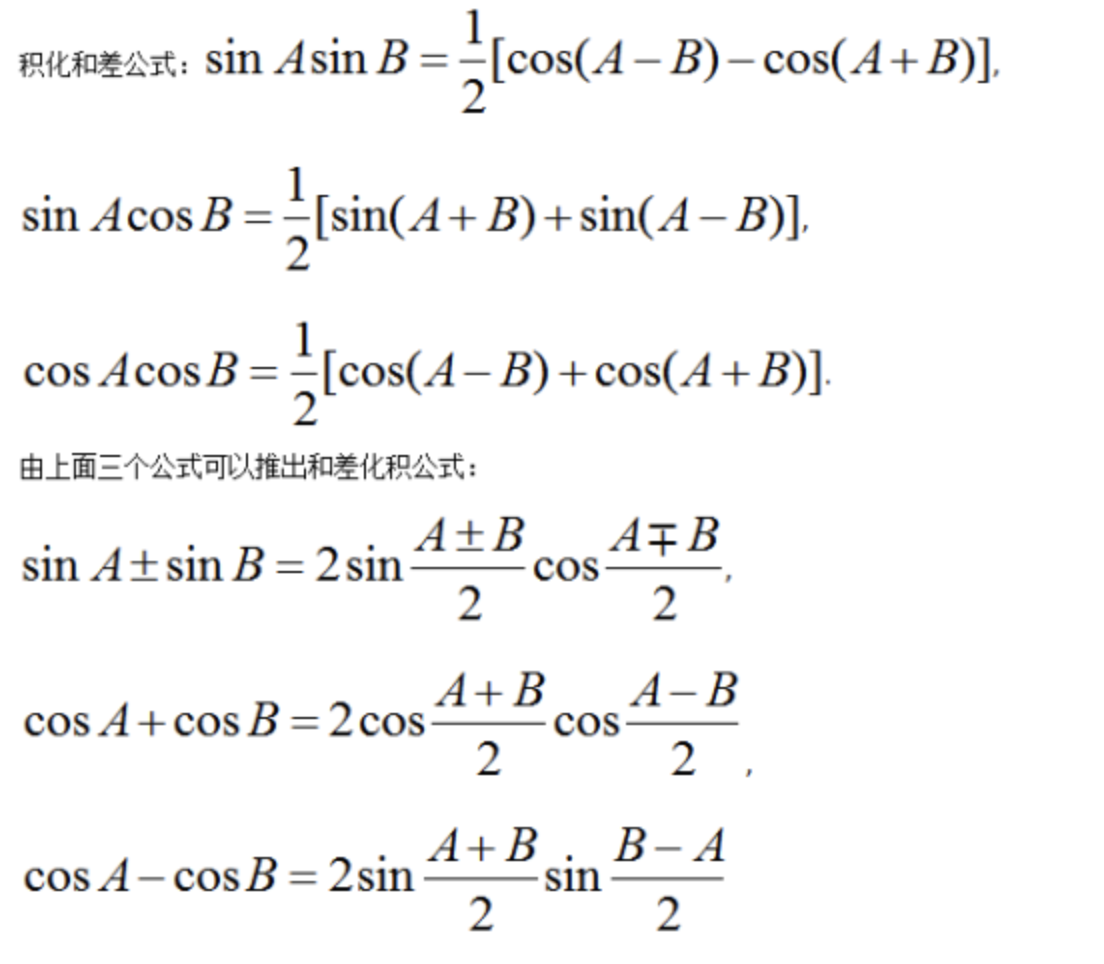 积化和差公式：sin A sin B = \frac{1}{2}[cos(A − B) − cos(A + B)],
sin A cos B = \frac{1}{2}[sin(A + B) + sin(A − B)],
cos A cos B = \frac{1}{2}[cos(A − B) + cos(A + B)].
由上面三个公式可以推出和差化积公式：
sin A ± sin B = 2 sin \frac{A ± B}{2} cos \frac{A ∓ B}{2},
cos A + cos B = 2 cos \frac{A + B}{2} cos \frac{A − B}{2},
cos A − cos B = 2 sin \frac{A + B}{2} sin \frac{B − A}{2}